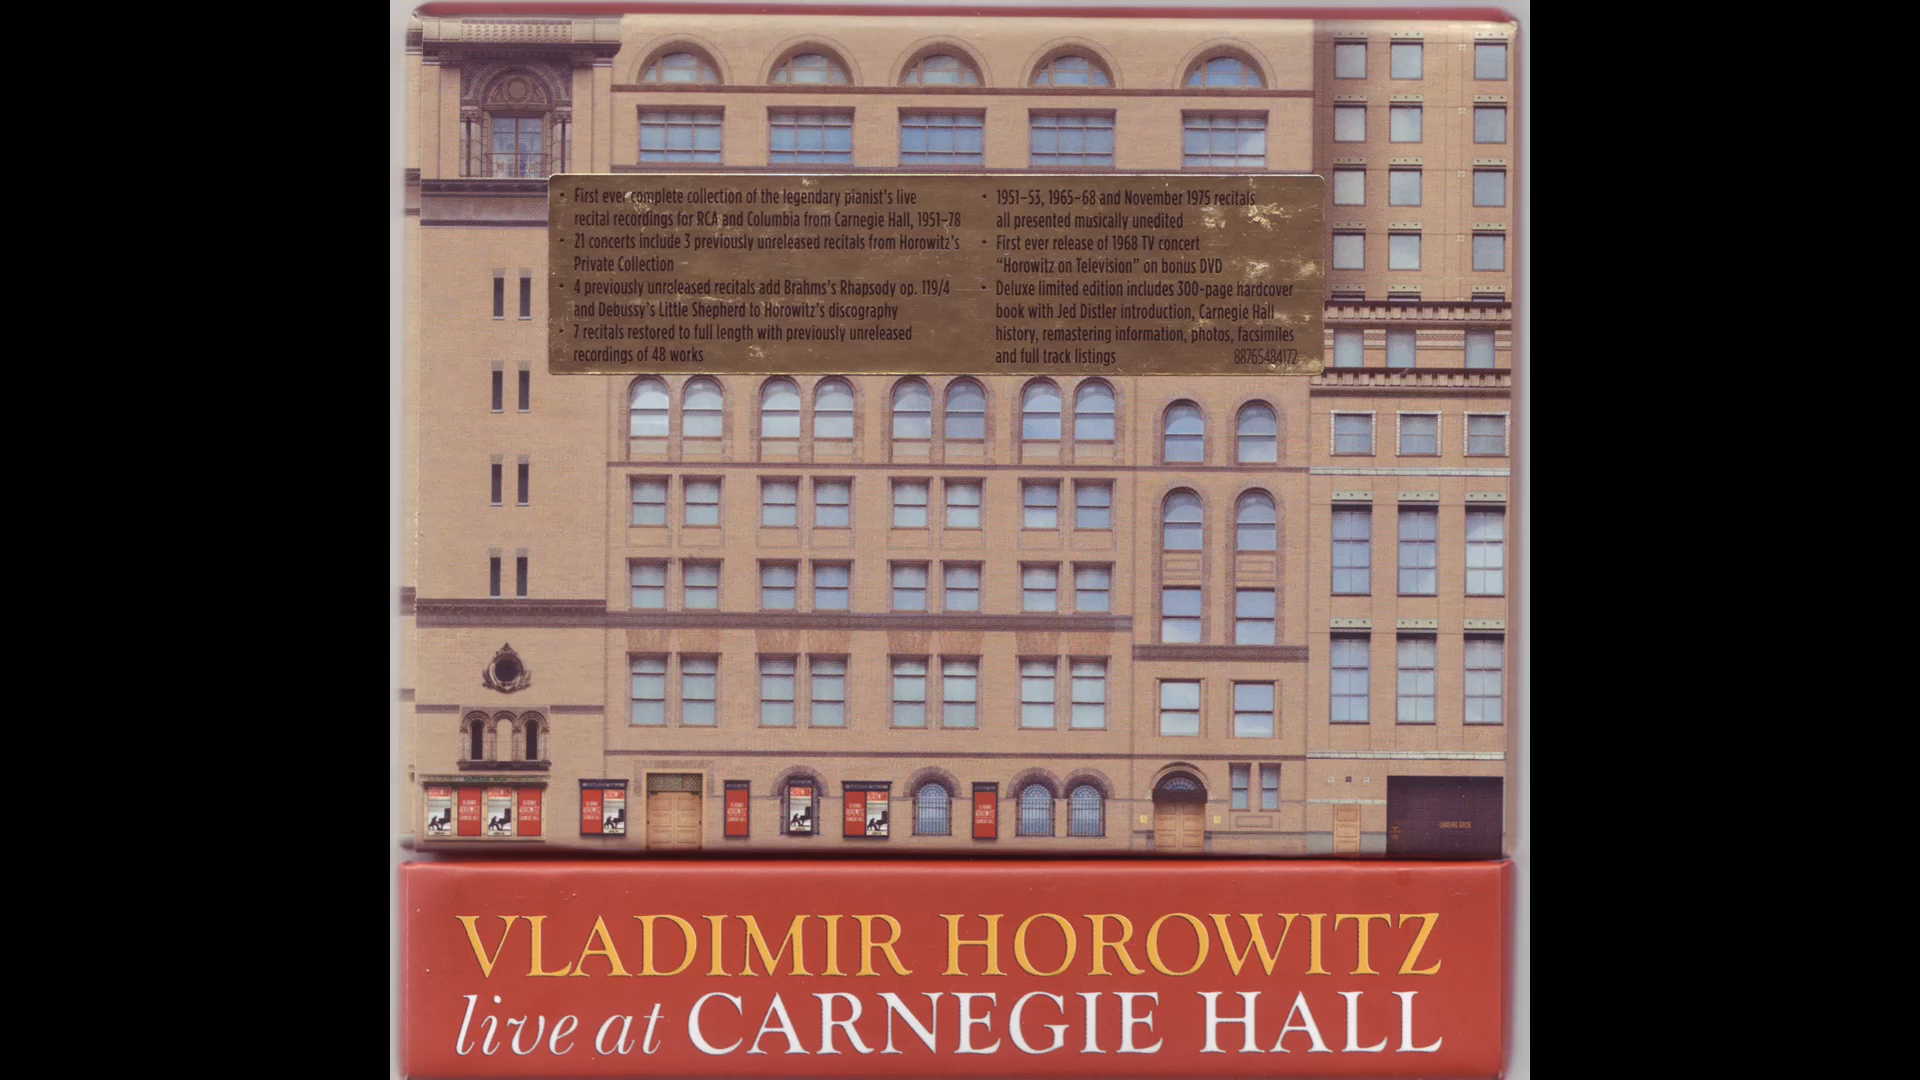 · First ever complete collection of the legendary pianist's live
recital recordings for RCA and Columbia from Carnegie Hall, 1951–78
· 21 concerts include 3 previously unreleased recitals from Horowitz's
Private Collection
· 4 previously unreleased recitals add Brahms's Rhapsody op. 119/4
and Debussy's Little Shepherd to Horowitz's discography
· 7 recitals restored to full length with previously unreleased
recordings of 48 works
· 1951–53, 1965–68 and November 1975 recitals
all presented musically unedited
· First ever release of 1968 TV concert
“Horowitz on Television” on bonus DVD
· Deluxe limited edition includes 300-page hardcover
book with Jed Distler introduction, Carnegie Hall
history, remastering information, photos, facsimiles
and full track listings
88765484172
LOADING DOCK
VLADIMIR HOROWITZ
live at CARNEGIE HALL